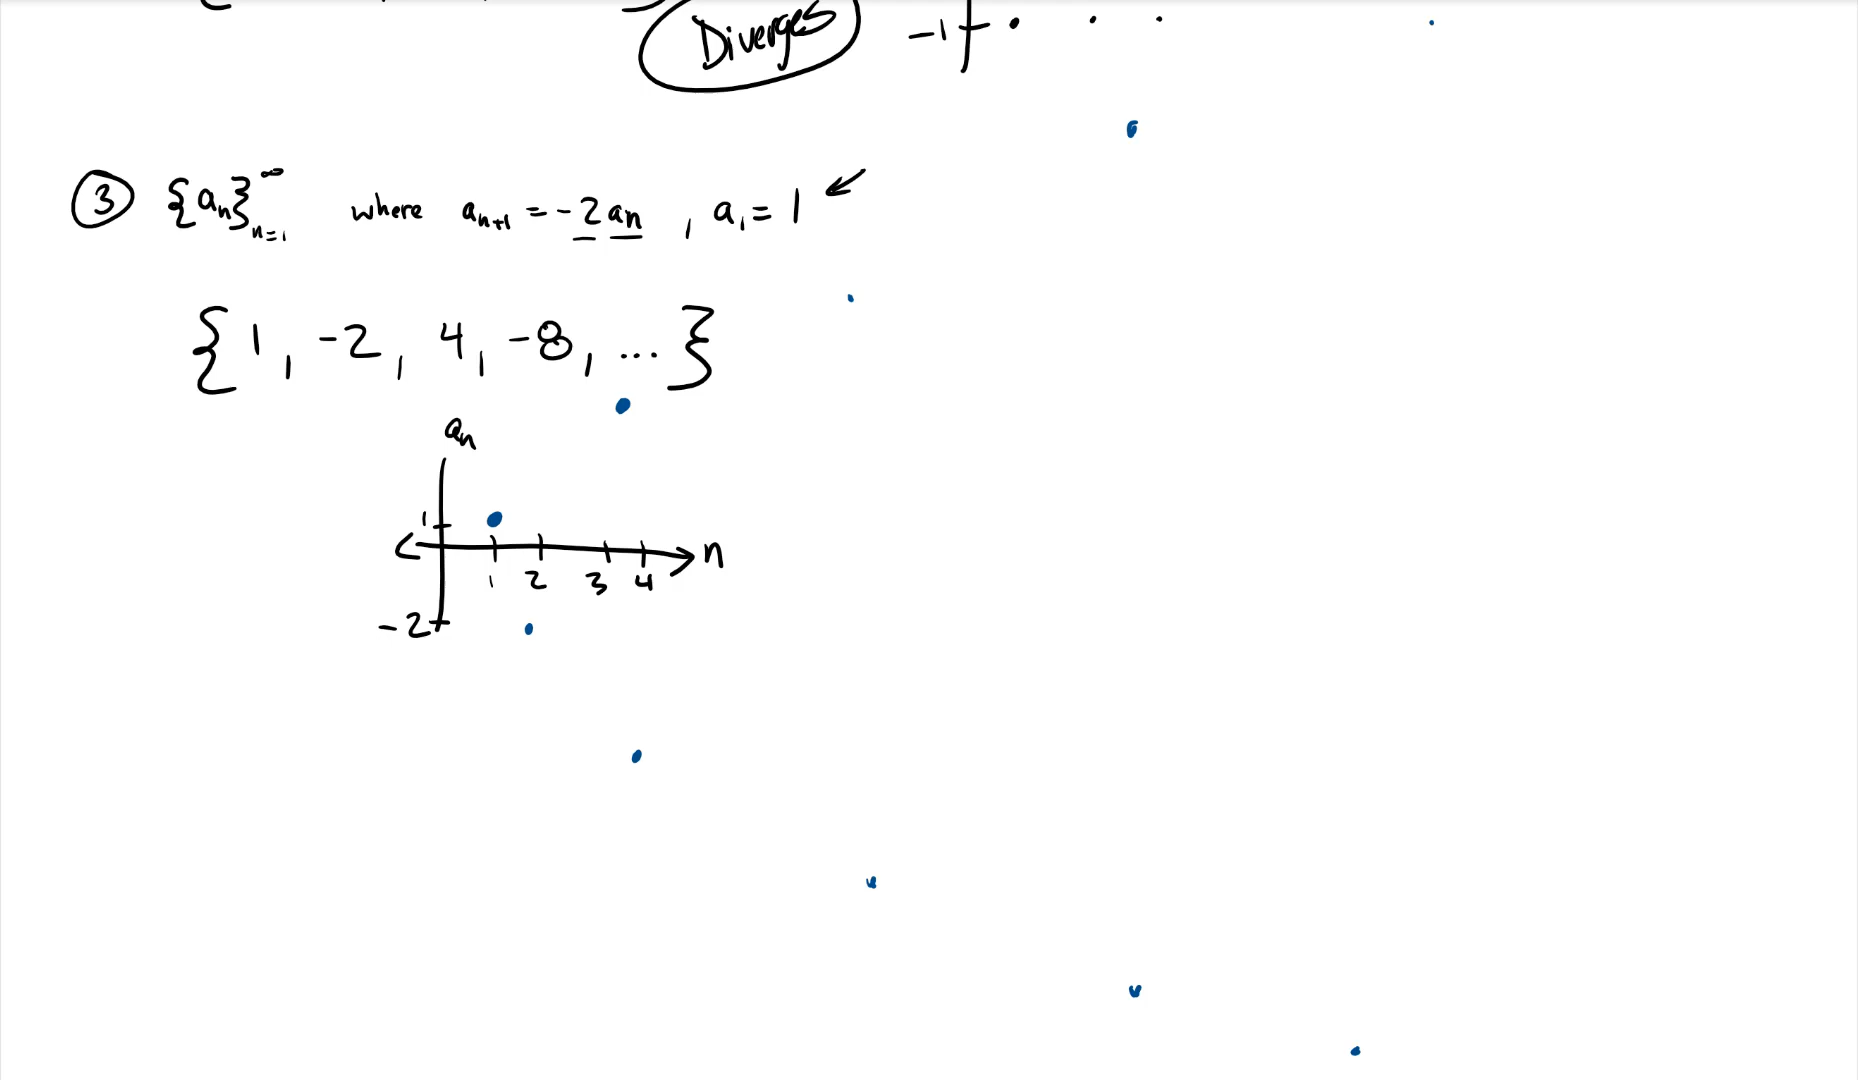 Diverges
-1
③ {aₙ}ₙ₌₁^∞ where aₙ₊₁ = -2aₙ , a₁ = 1
{1, -2, 4, -8, ...}
aₙ
1
n
1 2 3 4
-2